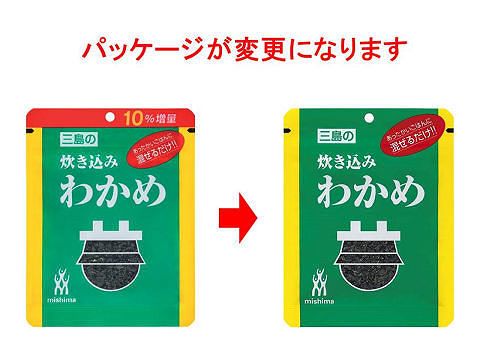 パッケージが変更になります
10%増量
三島の
あったかいごはんに
混ぜるだけ!!
炊き込み
わかめ
mishima
三島の
あったかいごはんに
混ぜるだけ!!
炊き込み
わかめ
mishima